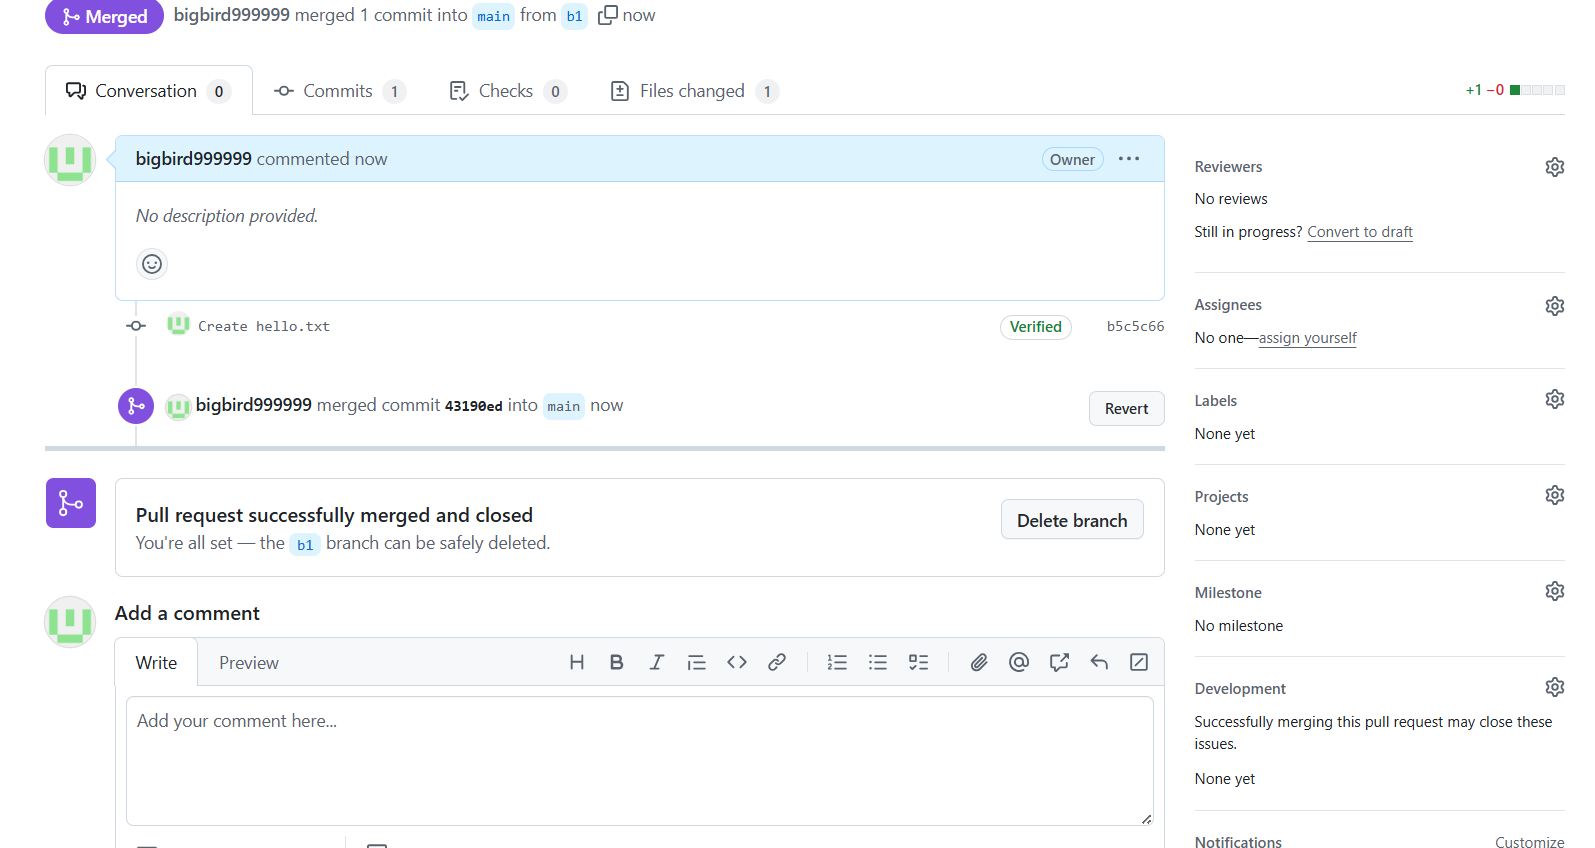 Merged bigbird999999 merged 1 commit into main from b1 now
Conversation 0 Commits 1 Checks 0 Files changed 1 +1 −0
bigbird999999 commented now Owner
No description provided.
Create hello.txt Verified b5c5c66
bigbird999999 merged commit 43190ed into main now Revert
Pull request successfully merged and closed
You're all set — the b1 branch can be safely deleted.
Delete branch
Add a comment
Write Preview
Add your comment here...
Reviewers
No reviews
Still in progress? Convert to draft
Assignees
No one—assign yourself
Labels
None yet
Projects
None yet
Milestone
No milestone
Development
Successfully merging this pull request may close these
issues.
None yet
Notifications Customize